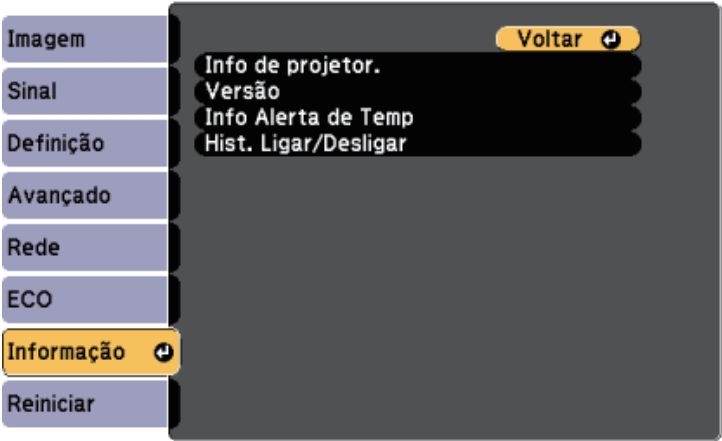 Imagem
Sinal
Definição
Avançado
Rede
ECO
Informação
Reiniciar
Voltar
Info de projetor.
Versão
Info Alerta de Temp
Hist. Ligar/Desligar